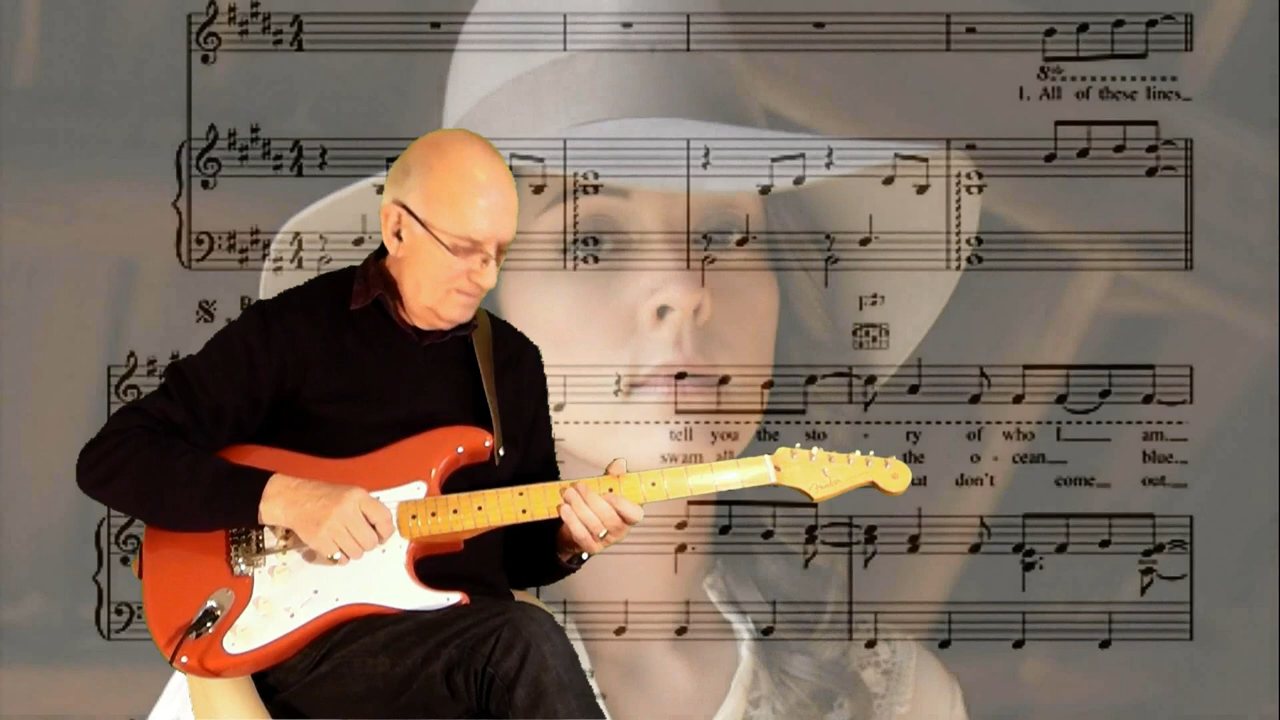 1. All of these lines
tell you the sto - ry of who I am.
swam all the o - cean blue.
don't come out
Fender